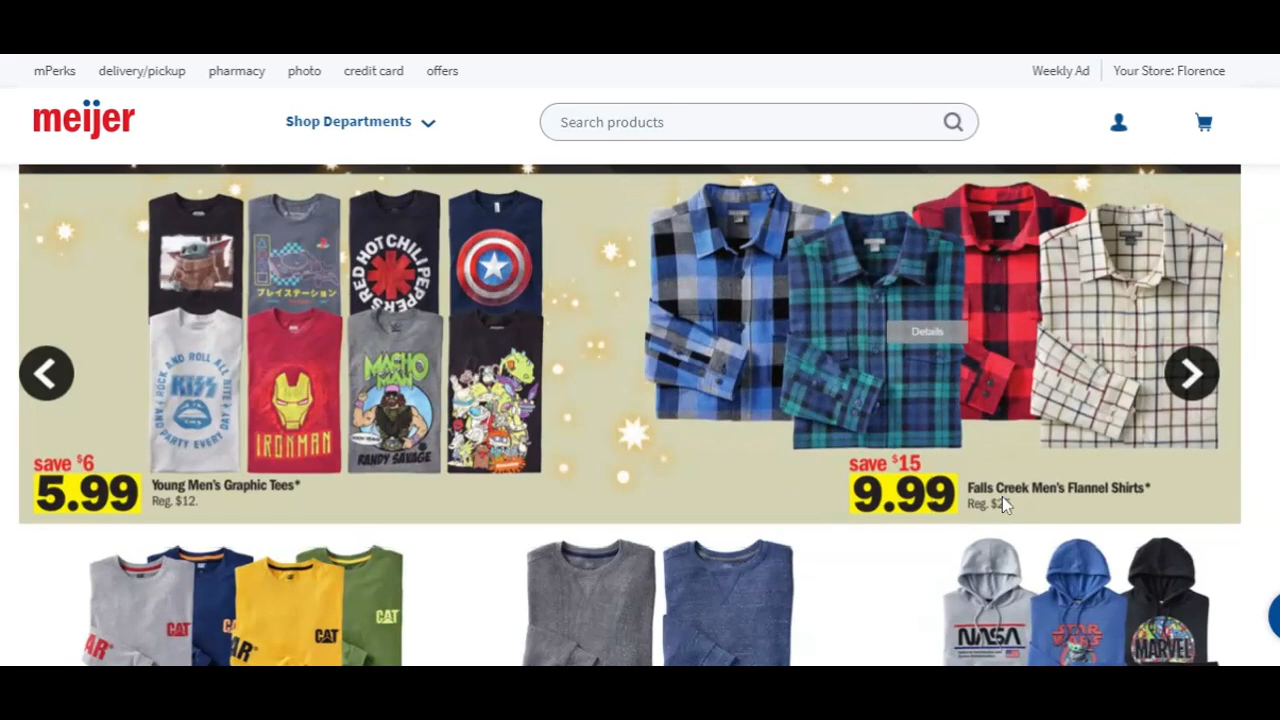 mPerks delivery/pickup pharmacy photo credit card offers Weekly Ad Your Store: Florence
meijer Shop Departments Search products
プレイステーション
RED HOT CHILI PEPPERS
ROCK AND ROLL ALL NITE AND PARTY EVERY DAY
KISS
IRONMAN
MACHO MAN
RANDY SAVAGE
Details
save $6
5.99 Young Men's Graphic Tees*
Reg. $12.
save $15
9.99 Falls Creek Men's Flannel Shirts*
Reg.
CAT
CAT
CAT
NASA
STAR WARS
MARVEL